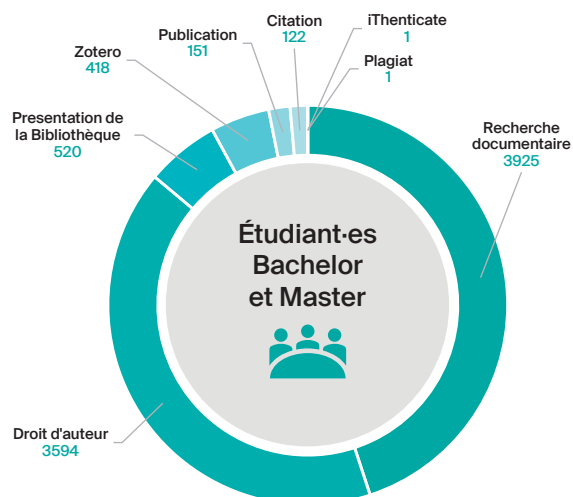 Citation
122
iThenticate
1
Publication
151
Plagiat
1
Zotero
418
Presentation de
la Bibliothèque
520
Recherche
documentaire
3925
Étudiant·es
Bachelor
et Master
Droit d'auteur
3594